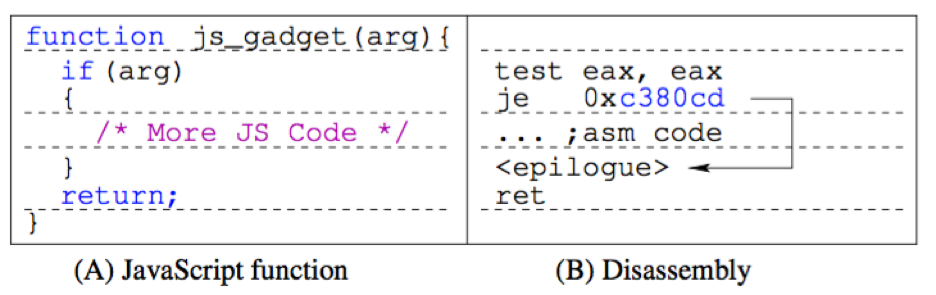 function js_gadget(arg){
if(arg)
{
/* More JS Code */
}
return;
}
test eax, eax
je 0xc380cd
... ;asm code
<epilogue>
ret
(A) JavaScript function
(B) Disassembly